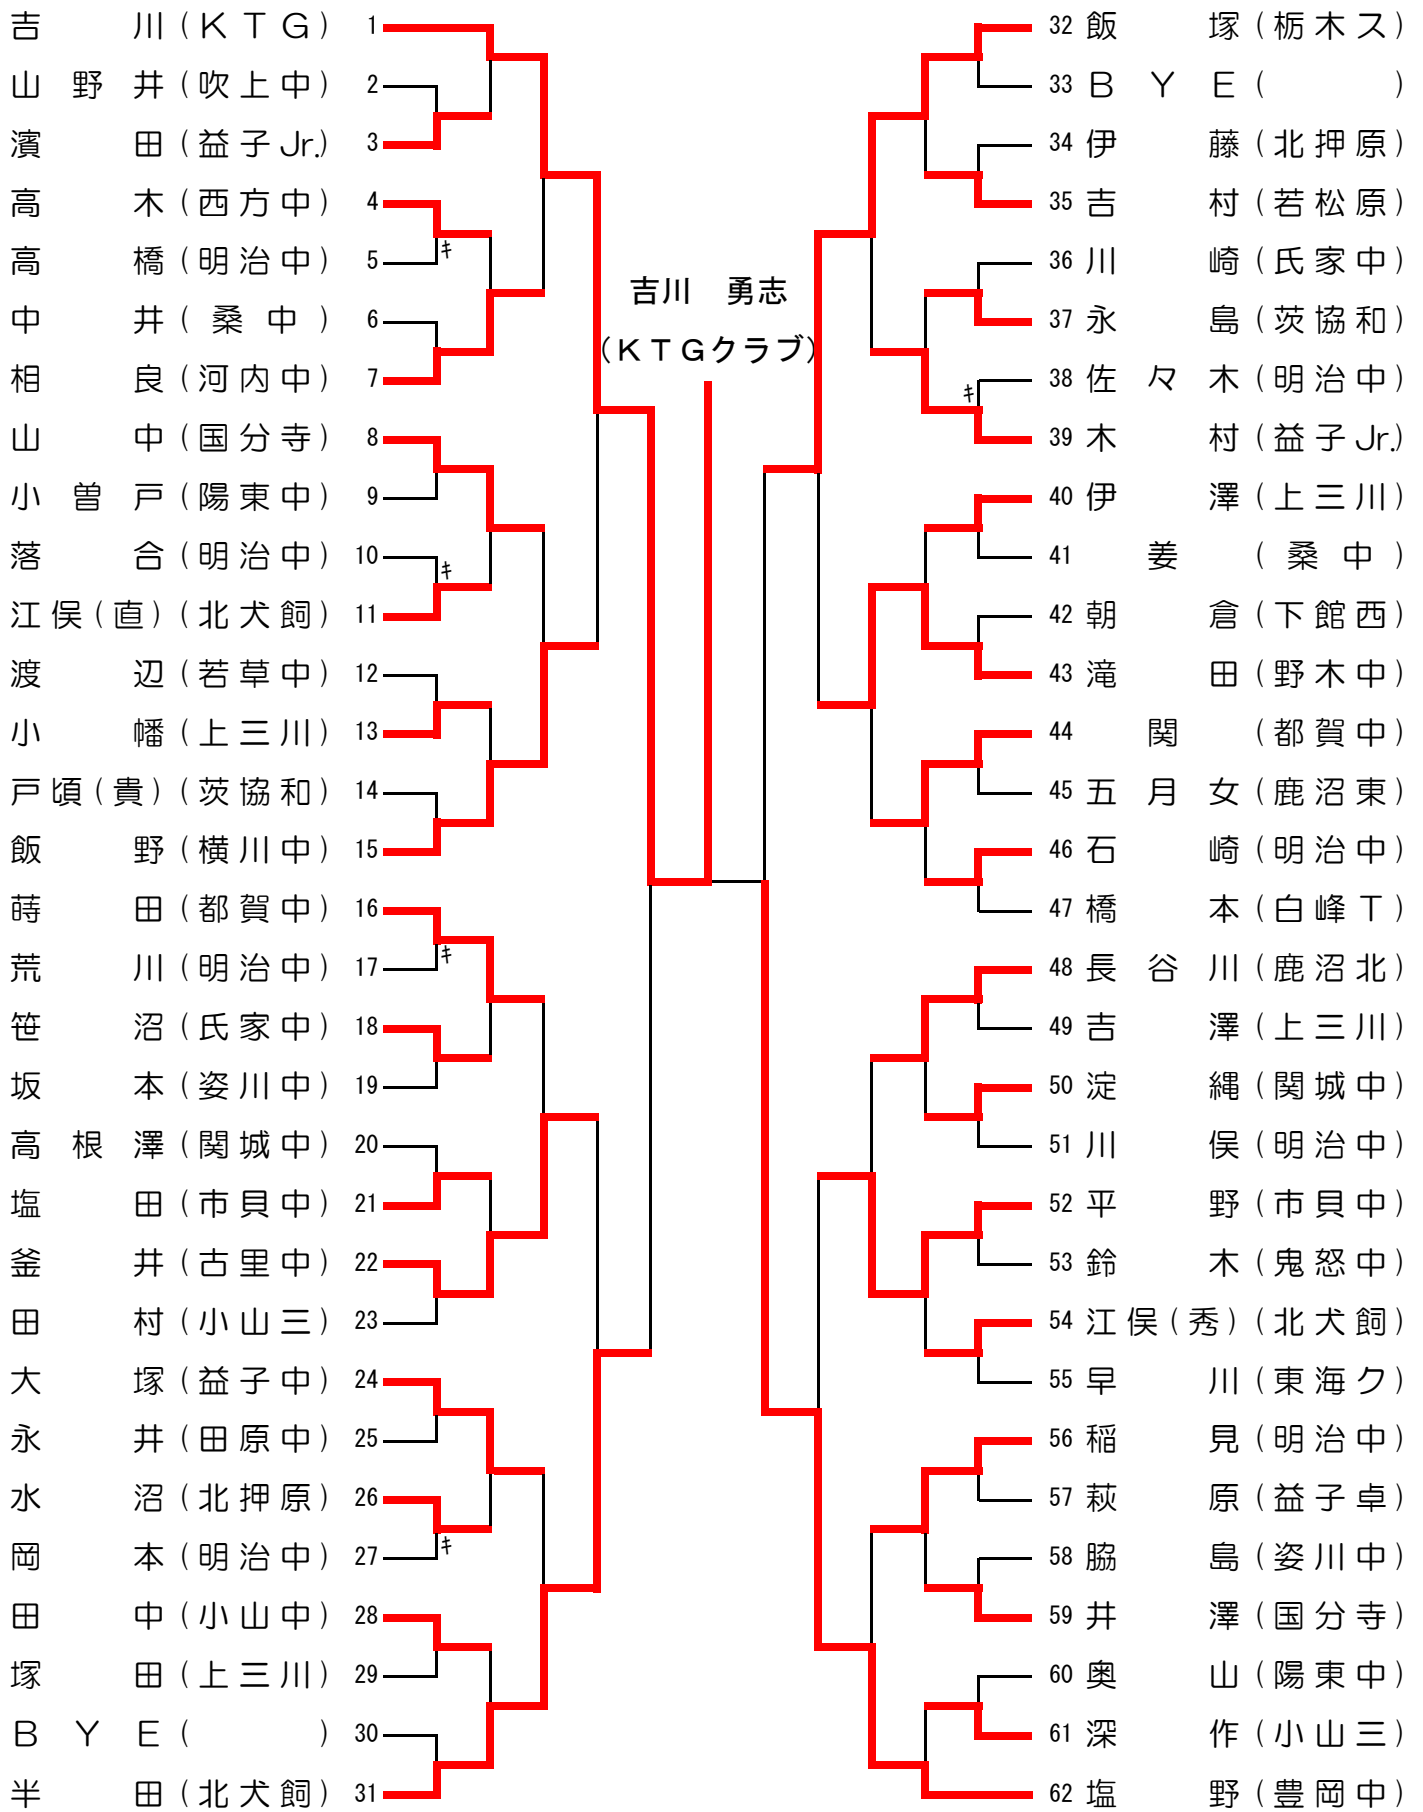 吉川(KTG) 1
山野井(吹上中) 2
濱田(益子Jr.) 3
高木(西方中) 4
高橋(明治中) 5
キ
中井(桑中) 6
相良(河内中) 7
山中(国分寺) 8
小曽戸(陽東中) 9
落合(明治中) 10
キ
江俣(直)(北犬飼) 11
渡辺(若草中) 12
小幡(上三川) 13
戸頃(貴)(茨協和) 14
飯野(横川中) 15
蒔田(都賀中) 16
荒川(明治中) 17
キ
笹沼(氏家中) 18
坂本(姿川中) 19
高根澤(関城中) 20
塩田(市貝中) 21
釜井(古里中) 22
田村(小山三) 23
大塚(益子中) 24
永井(田原中) 25
水沼(北押原) 26
岡本(明治中) 27
キ
田中(小山中) 28
塚田(上三川) 29
BYE( ) 30
半田(北犬飼) 31
吉川 勇志
(KTGクラブ)
32 飯塚(栃木ス)
33 BYE( )
34 伊藤(北押原)
35 吉村(若松原)
36 川崎(氏家中)
37 永島(茨協和)
38 佐々木(明治中)
キ
39 木村(益子Jr.)
40 伊澤(上三川)
41 姜(桑中)
42 朝倉(下館西)
43 滝田(野木中)
44 関(都賀中)
45 五月女(鹿沼東)
46 石崎(明治中)
47 橋本(白峰T)
48 長谷川(鹿沼北)
49 吉澤(上三川)
50 淀縄(関城中)
51 川俣(明治中)
52 平野(市貝中)
53 鈴木(鬼怒中)
54 江俣(秀)(北犬飼)
55 早川(東海ク)
56 稲見(明治中)
57 萩原(益子卓)
58 脇島(姿川中)
59 井澤(国分寺)
60 奥山(陽東中)
61 深作(小山三)
62 塩野(豊岡中)